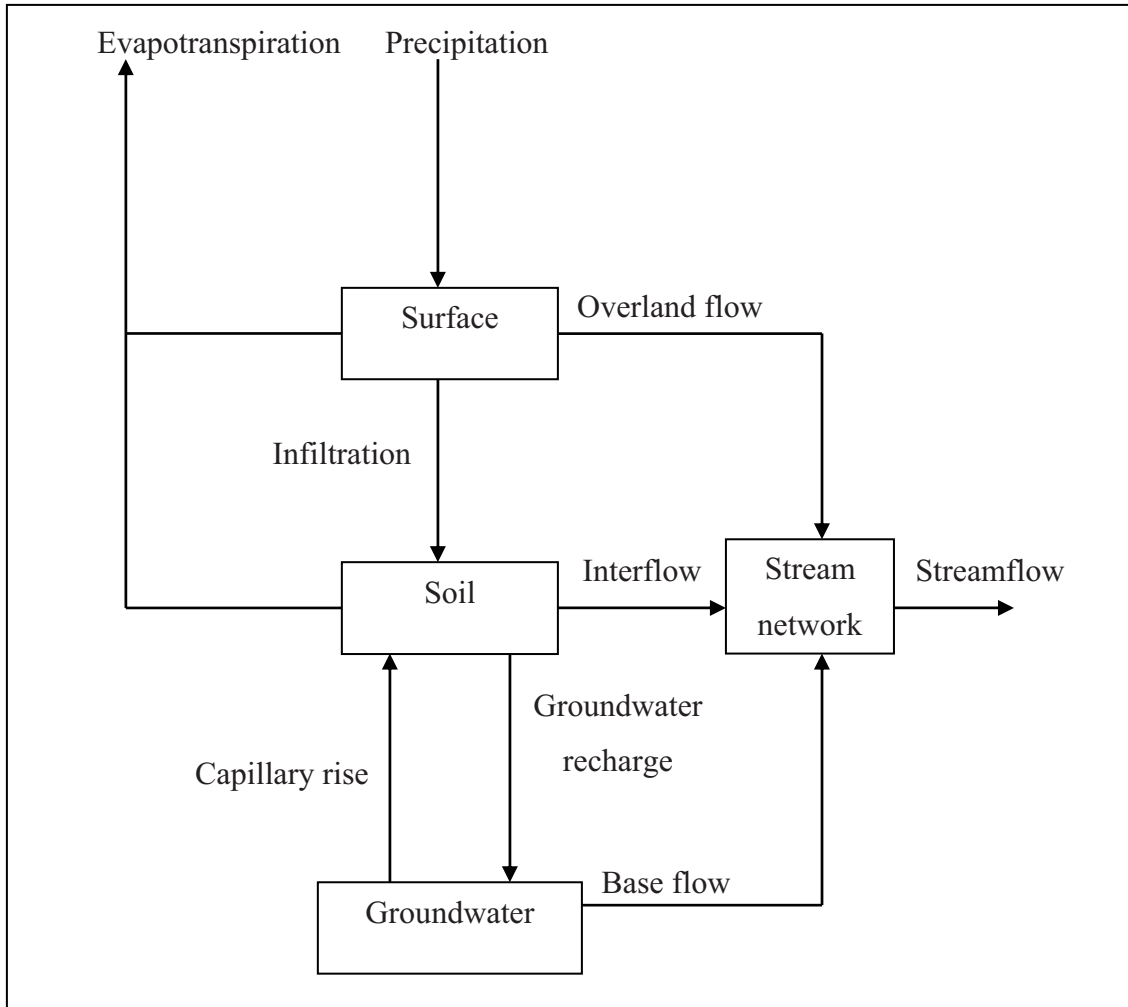 Evapotranspiration
Precipitation
Surface
Overland flow
Infiltration
Soil
Interflow
Stream
network
Streamflow
Groundwater
recharge
Capillary rise
Groundwater
Base flow